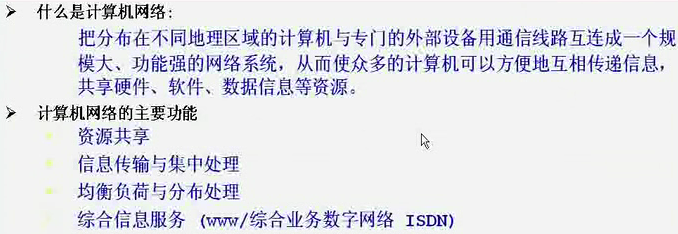 什么是计算机网络:
把分布在不同地理区域的计算机与专门的外部设备用通信线路互连成一个规
模大、功能强的网络系统，从而使众多的计算机可以方便地互相传递信息，
共享硬件、软件、数据信息等资源。
计算机网络的主要功能
资源共享
信息传输与集中处理
均衡负荷与分布处理
综合信息服务 (www/综合业务数字网络 ISDN)